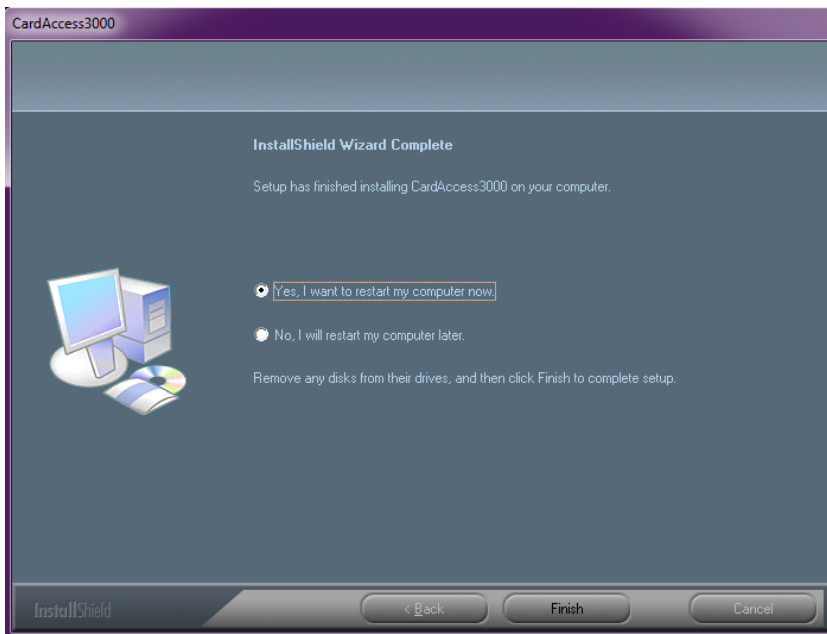 CardAccess3000
InstallShield Wizard Complete
Setup has finished installing CardAccess3000 on your computer.
Yes, I want to restart my computer now.
No, I will restart my computer later.
Remove any disks from their drives, and then click Finish to complete setup.
InstallShield
< Back
Finish
Cancel